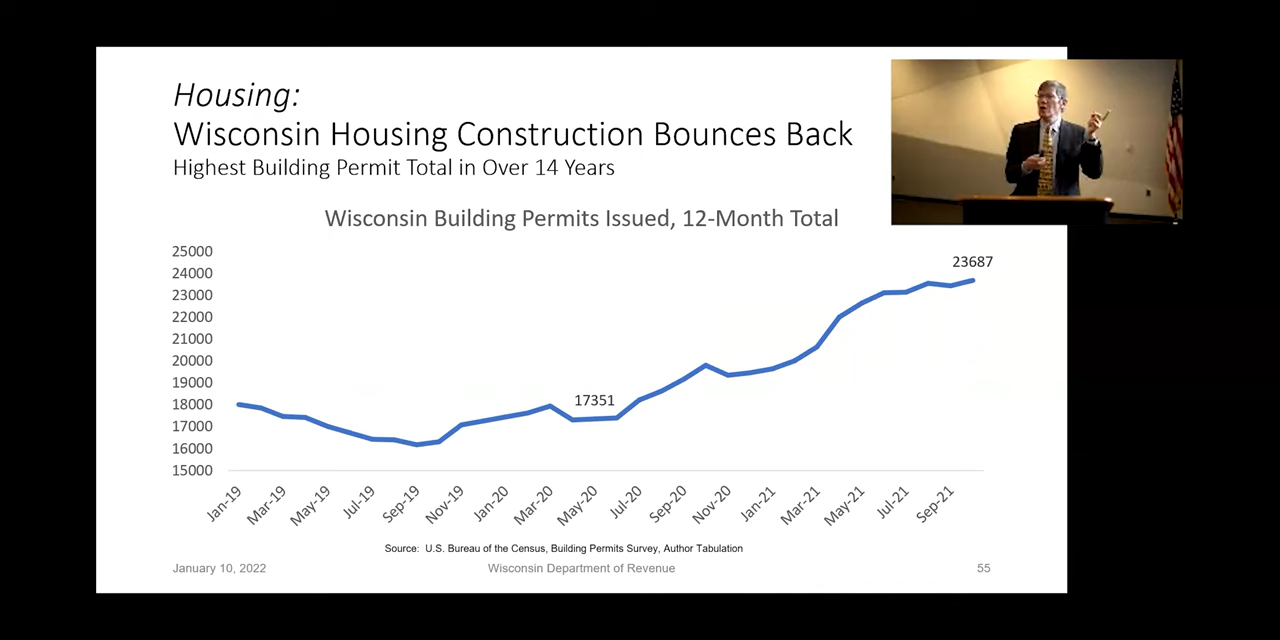 Housing:
Wisconsin Housing Construction Bounces Back
Highest Building Permit Total in Over 14 Years
Wisconsin Building Permits Issued, 12-Month Total
25000
24000
23000
22000
21000
20000
19000
18000
17000
16000
15000
23687
17351
Jan-19
Mar-19
May-19
Jul-19
Sep-19
Nov-19
Jan-20
Mar-20
May-20
Jul-20
Sep-20
Nov-20
Jan-21
Mar-21
May-21
Jul-21
Sep-21
Source: U.S. Bureau of the Census, Building Permits Survey, Author Tabulation
January 10, 2022
Wisconsin Department of Revenue
55